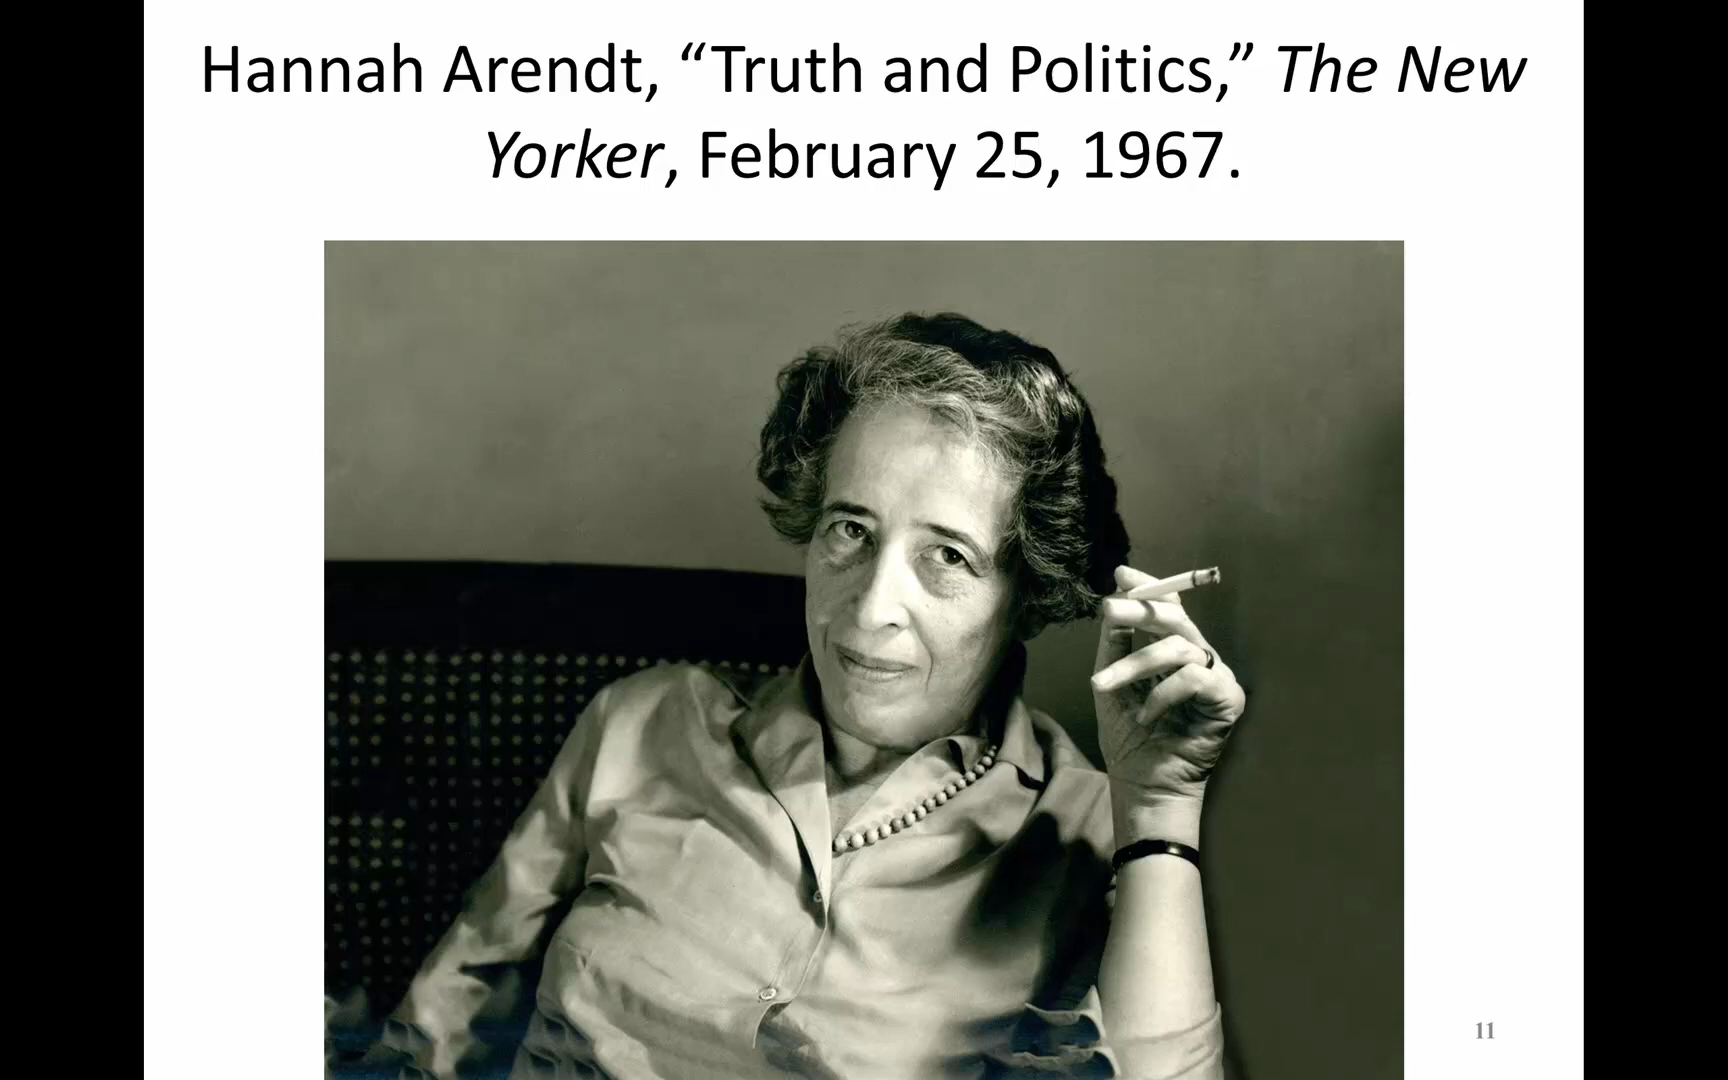 Hannah Arendt, “Truth and Politics,” The New
Yorker, February 25, 1967.
11